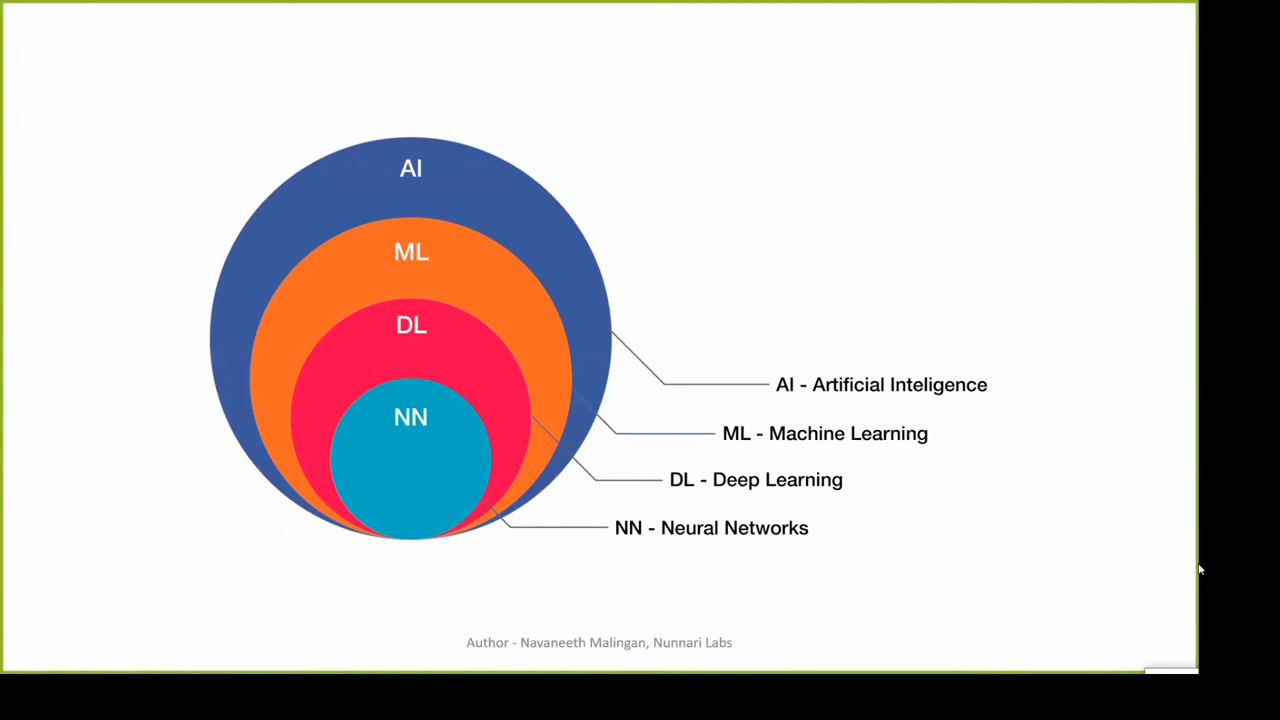 AI
ML
DL
NN
AI - Artificial Inteligence
ML - Machine Learning
DL - Deep Learning
NN - Neural Networks
Author - Navaneeth Malingan, Nunnari Labs